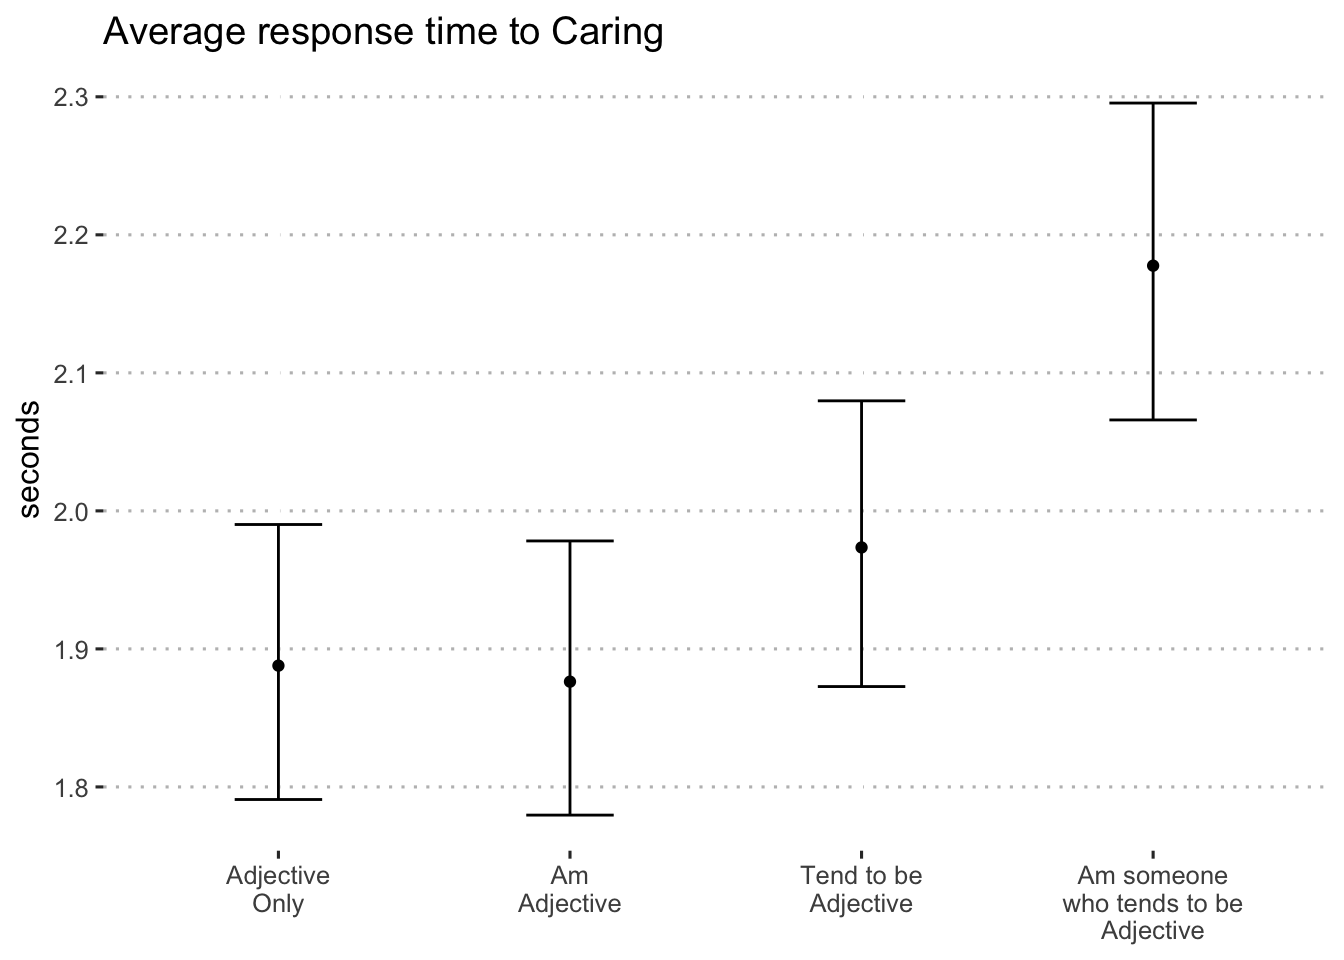 Average response time to Caring
2.3
2.2
2.1
2.0
1.9
1.8
seconds
Adjective
Only
Am
Adjective
Tend to be
Adjective
Am someone
who tends to be
Adjective